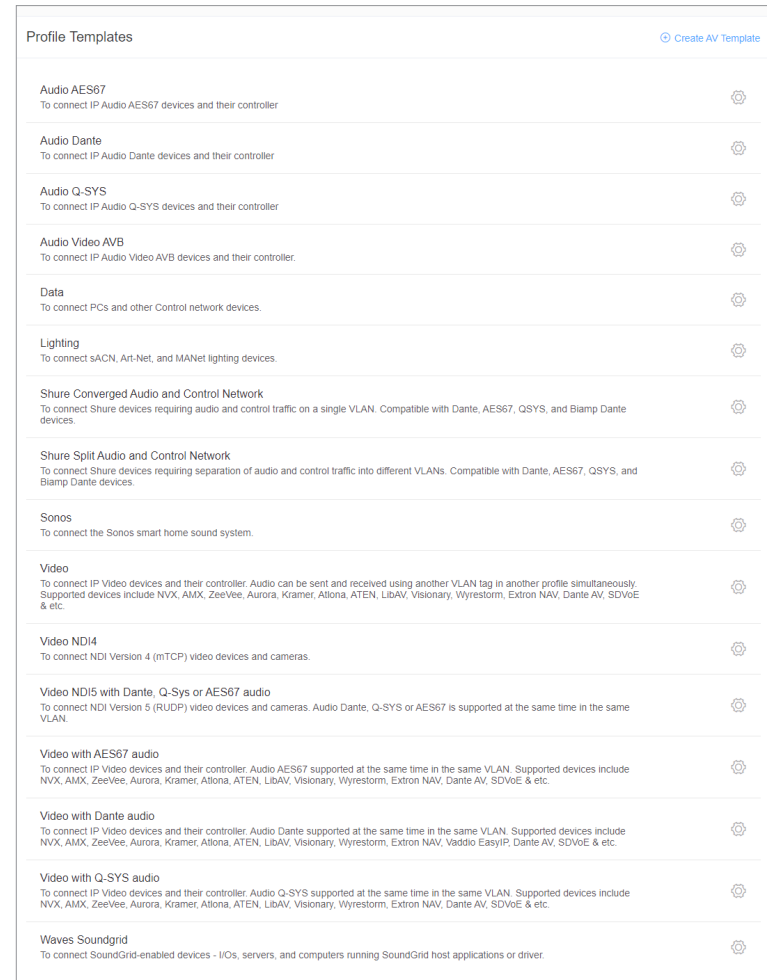 Profile Templates
Create AV Template
Audio AES67
To connect IP Audio AES67 devices and their controller
Audio Dante
To connect IP Audio Dante devices and their controller
Audio Q-SYS
To connect IP Audio Q-SYS devices and their controller
Audio Video AVB
To connect IP Audio Video AVB devices and their controller.
Data
To connect PCs and other Control network devices.
Lighting
To connect sACN, Art-Net, and MANet lighting devices.
Shure Converged Audio and Control Network
To connect Shure devices requiring audio and control traffic on a single VLAN. Compatible with Dante, AES67, QSYS, and Biamp Dante
devices.
Shure Split Audio and Control Network
To connect Shure devices requiring separation of audio and control traffic into different VLANs. Compatible with Dante, AES67, QSYS, and
Biamp Dante devices.
Sonos
To connect the Sonos smart home sound system.
Video
To connect IP Video devices and their controller. Audio can be sent and received using another VLAN tag in another profile simultaneously.
Supported devices include NVX, AMX, ZeeVee, Aurora, Kramer, Atlona, ATEN, LibAV, Visionary, Wyrestorm, Extron NAV, Dante AV, SDVoE
& etc.
Video NDI4
To connect NDI Version 4 (mTCP) video devices and cameras.
Video NDI5 with Dante, Q-Sys or AES67 audio
To connect NDI Version 5 (RUDP) video devices and cameras. Audio Dante, Q-SYS or AES67 is supported at the same time in the same
VLAN.
Video with AES67 audio
To connect IP Video devices and their controller. Audio AES67 supported at the same time in the same VLAN. Supported devices include
NVX, AMX, ZeeVee, Aurora, Kramer, Atlona, ATEN, LibAV, Visionary, Wyrestorm, Extron NAV, Dante AV, SDVoE & etc.
Video with Dante audio
To connect IP Video devices and their controller. Audio Dante supported at the same time in the same VLAN. Supported devices include
NVX, AMX, ZeeVee, Aurora, Kramer, Atlona, ATEN, LibAV, Visionary, Wyrestorm, Extron NAV, Vaddio EasyIP, Dante AV, SDVoE & etc.
Video with Q-SYS audio
To connect IP Video devices and their controller. Audio Q-SYS supported at the same time in the same VLAN. Supported devices include
NVX, AMX, ZeeVee, Aurora, Kramer, Atlona, ATEN, LibAV, Visionary, Wyrestorm, Extron NAV, Dante AV, SDVoE & etc.
Waves Soundgrid
To connect SoundGrid-enabled devices - I/Os, servers, and computers running SoundGrid host applications or driver.